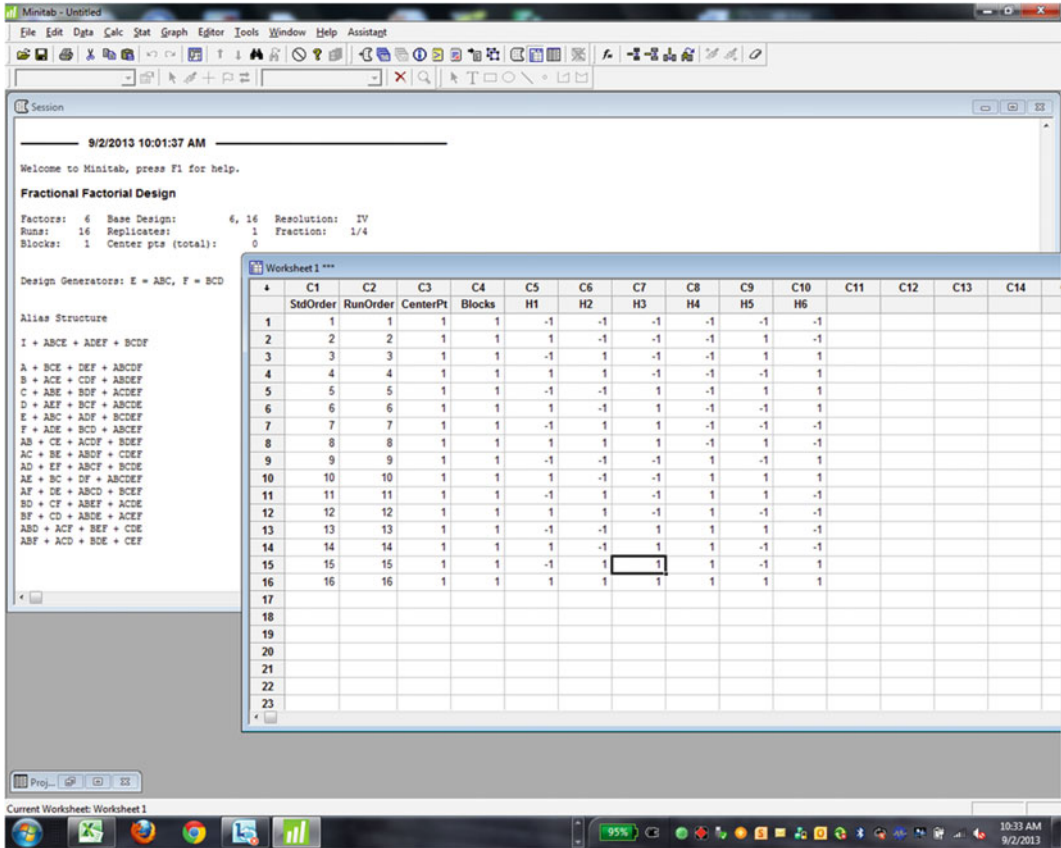 Minitab - Untitled
File Edit Data Calc Stat Graph Editor Tools Window Help Assistant
Session
9/2/2013 10:01:37 AM
Welcome to Minitab, press F1 for help.
Fractional Factorial Design
Factors: 6 Base Design: 6, 16 Resolution: IV
Runs: 16 Replicates: 1 Fraction: 1/4
Blocks: 1 Center pts (total): 0
Design Generators: E = ABC, F = BCD
Alias Structure
I + ABCE + ADEF + BCDF
A + BCE + DEF + ABCDF
B + ACE + CDF + ABDEF
C + ABE + BDF + ACDEF
D + AEF + BCF + ABCDE
E + ABC + ADF + BCDEF
F + ADE + BCD + ABCEF
AB + CE + ACDF + BDEF
AC + BE + ABDF + CDEF
AD + EF + ABCF + BCDE
AE + BC + DF + ABCDEF
AF + DE + ABCD + BCEF
BD + CF + ABEF + ACDE
BF + CD + ABDE + ACEF
ABD + ACF + BEF + CDE
ABF + ACD + BDE + CEF
Worksheet 1 ***
C1 C2 C3 C4 C5 C6 C7 C8 C9 C10 C11 C12 C13 C14
StdOrder RunOrder CenterPt Blocks H1 H2 H3 H4 H5 H6
1 1 1 1 1 -1 -1 -1 -1 -1 -1
2 2 2 1 1 1 -1 -1 -1 1 -1
3 3 3 1 1 -1 1 -1 -1 1 1
4 4 4 1 1 1 1 -1 -1 -1 1
5 5 5 1 1 -1 -1 1 -1 1 1
6 6 6 1 1 1 -1 1 -1 -1 1
7 7 7 1 1 -1 1 1 -1 -1 -1
8 8 8 1 1 1 1 1 -1 1 -1
9 9 9 1 1 -1 -1 -1 1 -1 1
10 10 10 1 1 1 -1 -1 1 1 1
11 11 11 1 1 -1 1 -1 1 1 -1
12 12 12 1 1 1 1 -1 1 -1 -1
13 13 13 1 1 -1 -1 1 1 1 -1
14 14 14 1 1 1 -1 1 1 -1 -1
15 15 15 1 1 -1 1 1 1 -1 1
16 16 16 1 1 1 1 1 1 1 1
17
18
19
20
21
22
23
Proj...
Current Worksheet: Worksheet 1
95%
10:33 AM
9/2/2013